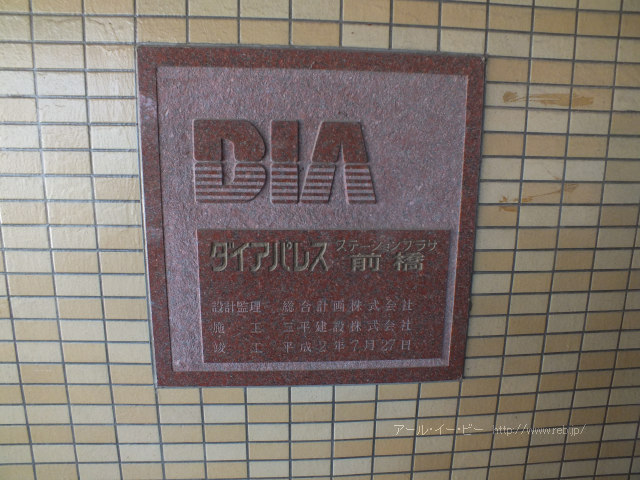 DIA
ダイアパレス ステーションプラザ前橋
設計監理 総合計画株式会社
施工 三平建設株式会社
竣工 平成2年7月27日
アール・イー・ビー http://www.reb.jp/